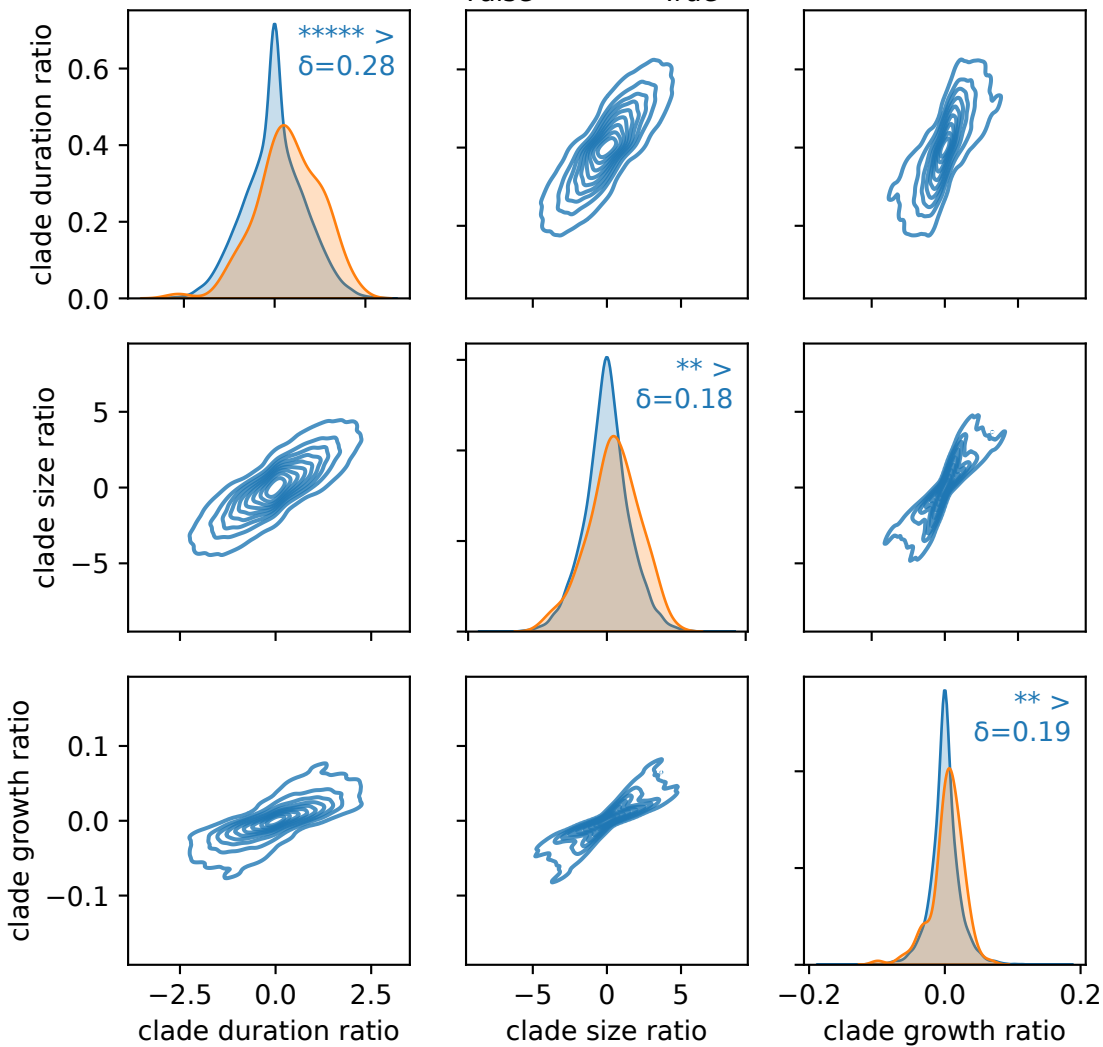 clade duration ratio
0.6
0.4
0.2
0.0
***** >
δ=0.28
clade size ratio
5
0
−5
** >
δ=0.18
clade growth ratio
0.1
0.0
−0.1
** >
δ=0.19
−2.5 0.0 2.5
−5 0 5
−0.2 0.0 0.2
clade duration ratio
clade size ratio
clade growth ratio